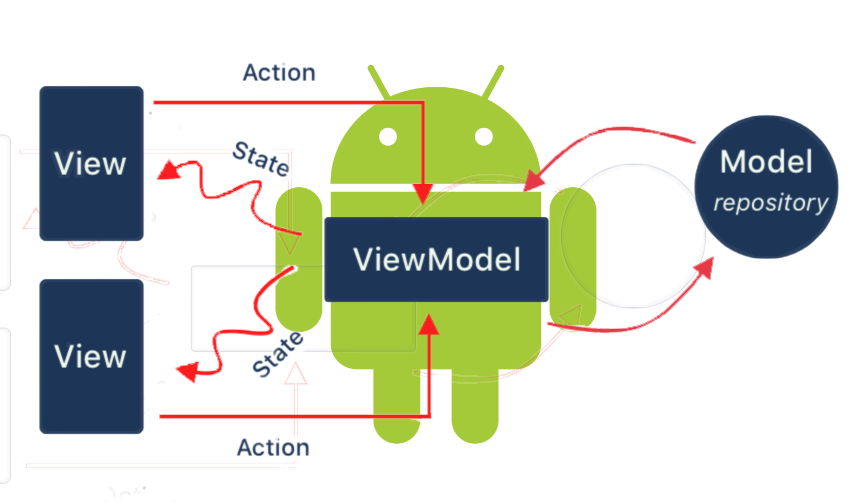 Action
View
State
Model
repository
ViewModel
View
State
Action